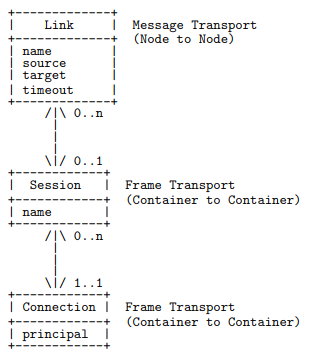 +-------------+
|    Link     |  Message Transport
+-------------+  (Node to Node)
| name        |
| source      |
| target      |
| timeout     |
+-------------+
/|\ 0..n
|
|
|
\|/ 0..1
+------------+
|  Session   |  Frame Transport
+------------+  (Container to Container)
| name       |
+------------+
/|\ 0..n
|
|
|
\|/ 1..1
+------------+
| Connection |  Frame Transport
+------------+  (Container to Container)
| principal  |
+------------+